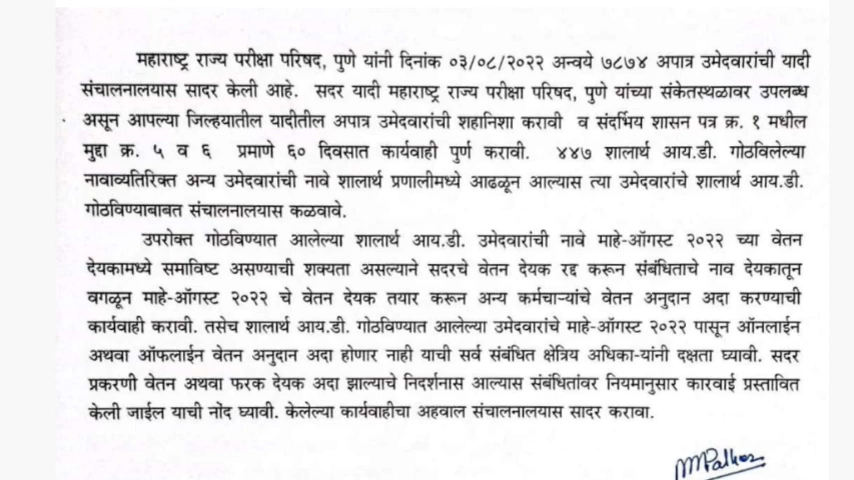 महाराष्ट्र राज्य परीक्षा परिषद, पुणे यांनी दिनांक ०३/०८/२०२२ अन्वये ७८७४ अपात्र उमेदवारांची यादी
संचालनालयास सादर केली आहे. सदर यादी महाराष्ट्र राज्य परीक्षा परिषद, पुणे यांच्या संकेतस्थळावर उपलब्ध
असून आपल्या जिल्हयातील यादीतील अपात्र उमेदवारांची शहानिशा करावी व संदर्भिय शासन पत्र क्र. १ मधील
मुद्दा क्र. ५ व ६ प्रमाणे ६० दिवसात कार्यवाही पुर्ण करावी. ४४७ शालार्थ आय.डी. गोठविलेल्या
नावाव्यतिरिक्त अन्य उमेदवारांची नावे शालार्थ प्रणालीमध्ये आढळून आल्यास त्या उमेदवारांचे शालार्थ आय.डी.
गोठविण्याबाबत संचालनालयास कळवावे.
उपरोक्त गोठविण्यात आलेल्या शालार्थ आय.डी. उमेदवारांची नावे माहे-ऑगस्ट २०२२ च्या वेतन
देयकामध्ये समाविष्ट असण्याची शक्यता असल्याने सदरचे वेतन देयक रद्द करून संबंधिताचे नाव देयकातून
वगळून माहे-ऑगस्ट २०२२ चे वेतन देयक तयार करून अन्य कर्मचाऱ्यांचे वेतन अनुदान अदा करण्याची
कार्यवाही करावी. तसेच शालार्थ आय.डी. गोठविण्यात आलेल्या उमेदवारांचे माहे-ऑगस्ट २०२२ पासून ऑनलाईन
अथवा ऑफलाईन वेतन अनुदान अदा होणार नाही याची सर्व संबंधित क्षेत्रिय अधिका-यांनी दक्षता घ्यावी. सदर
प्रकरणी वेतन अथवा फरक देयक अदा झाल्याचे निदर्शनास आल्यास संबंधितांवर नियमानुसार कारवाई प्रस्तावित
केली जाईल याची नोंद घ्यावी. केलेल्या कार्यवाहीचा अहवाल संचालनालयास सादर करावा.